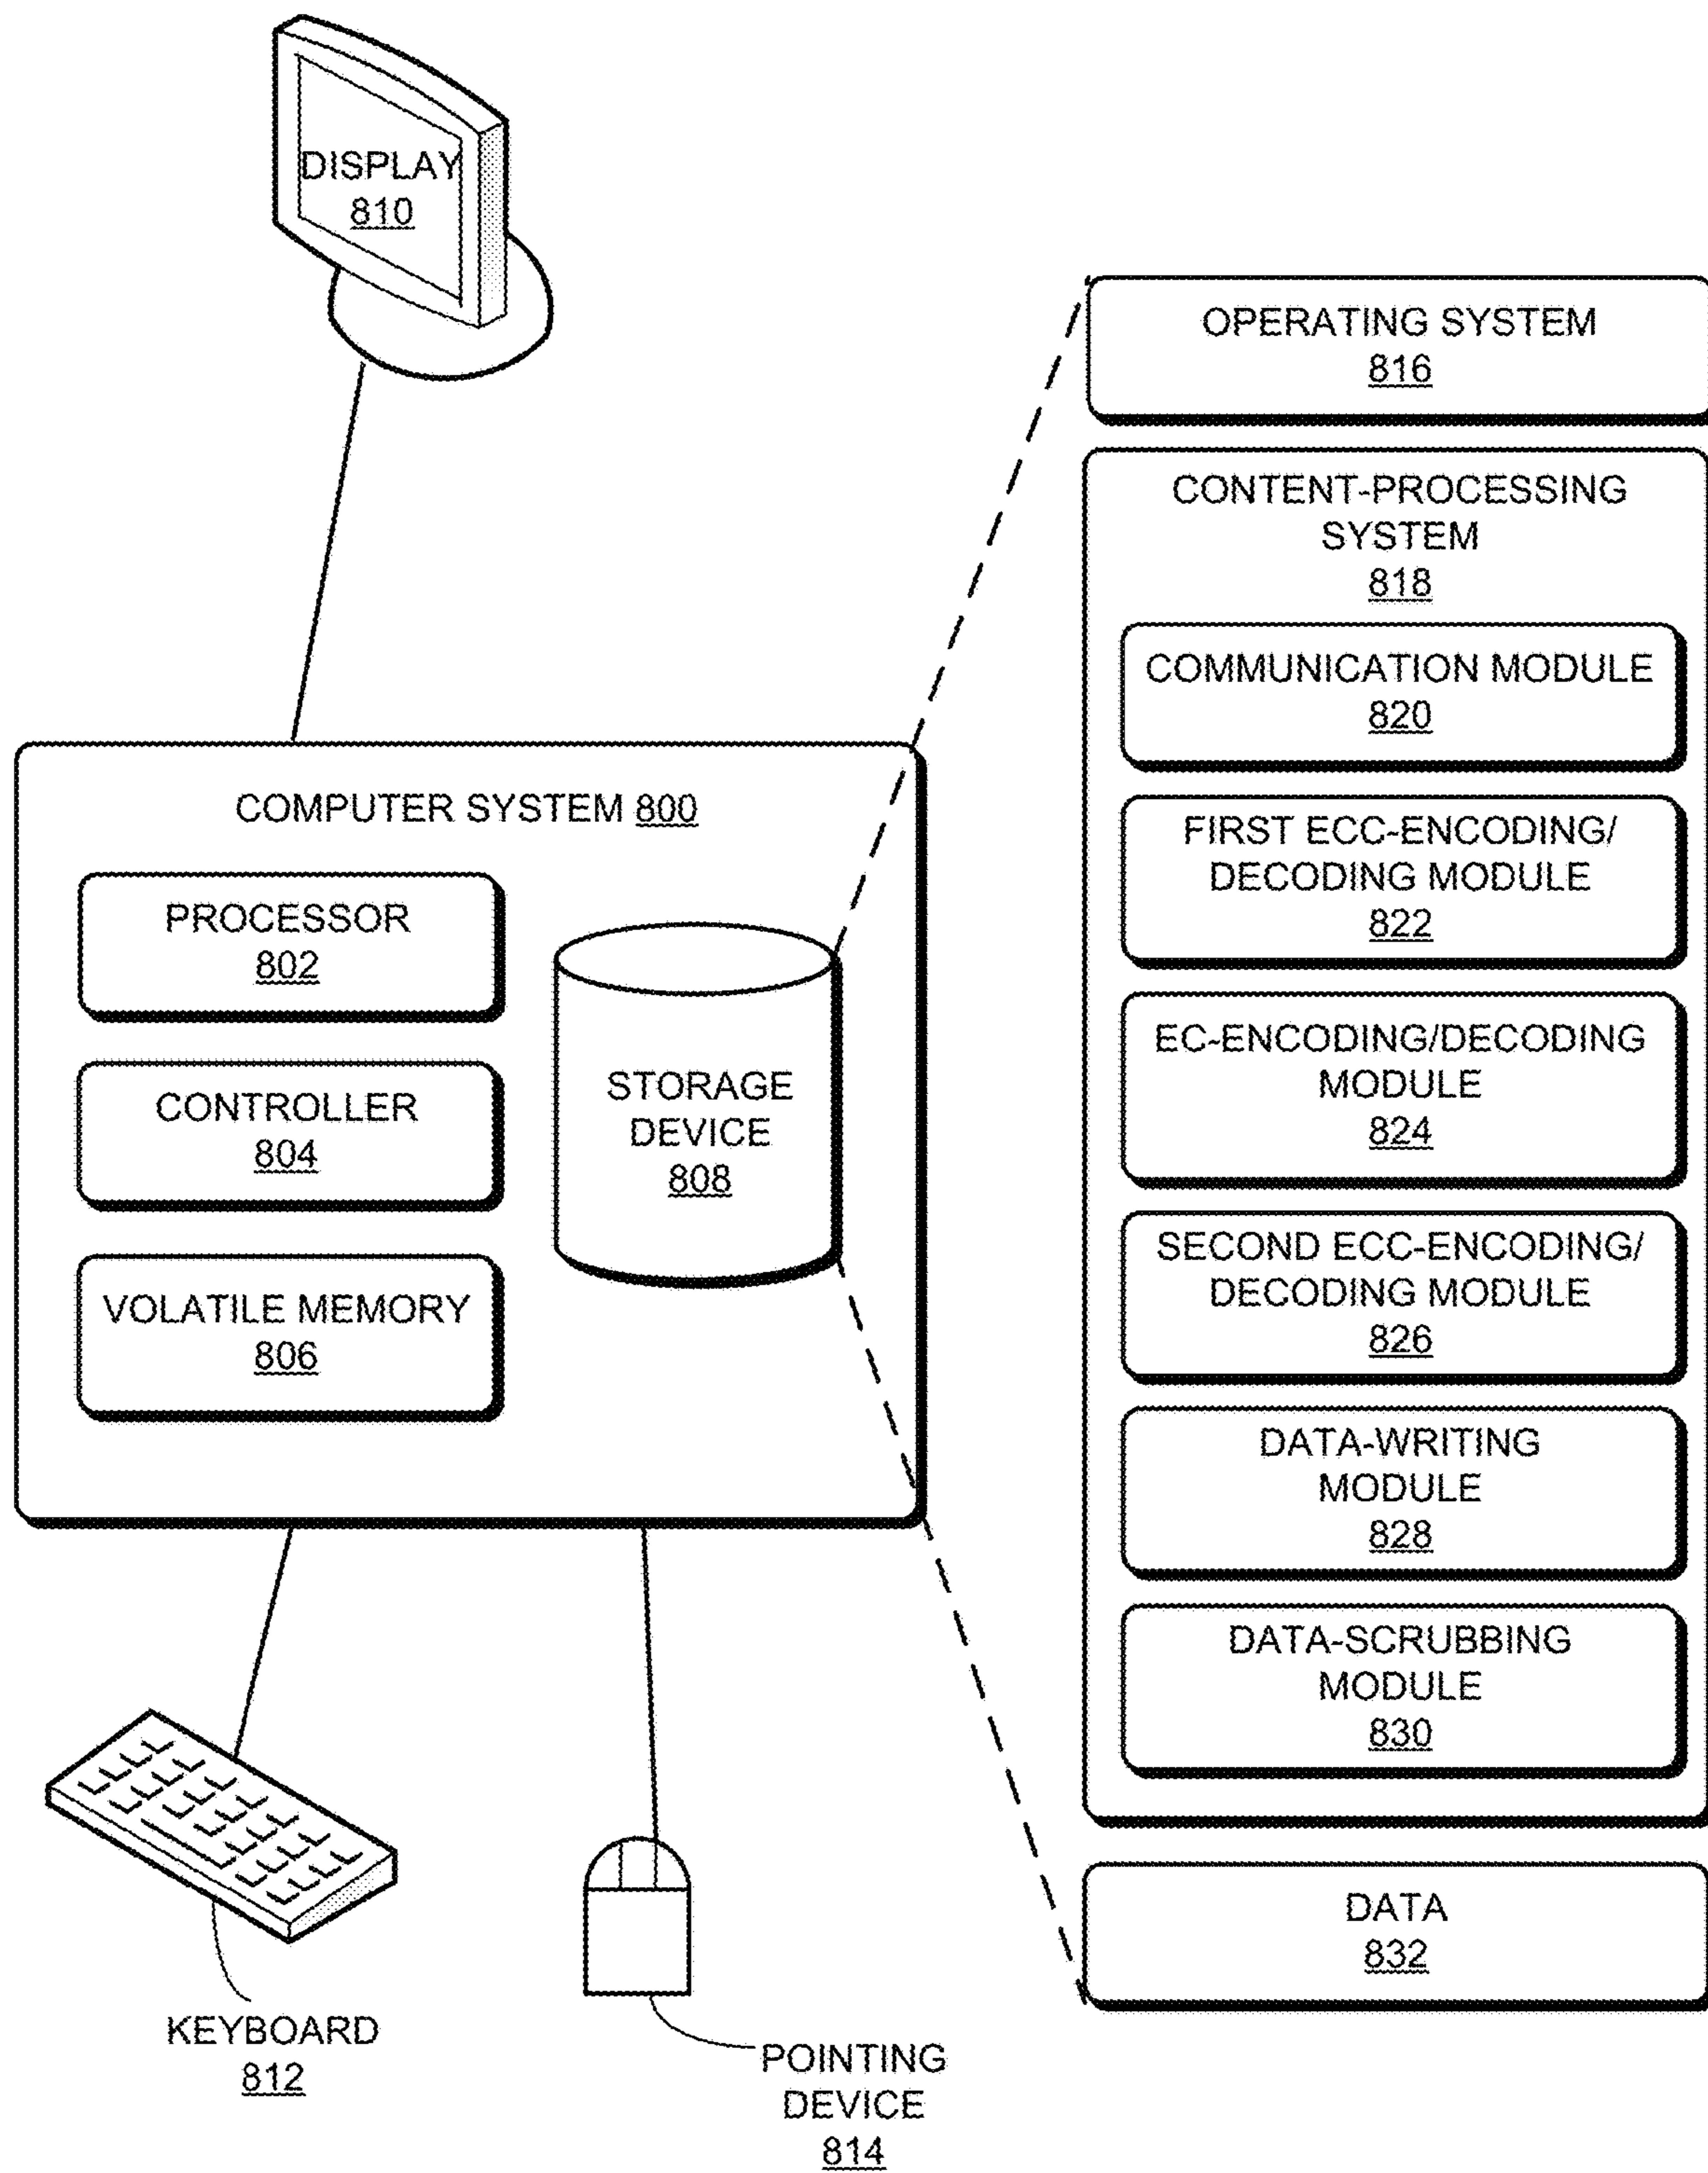 DISPLAY
810
COMPUTER SYSTEM 800
PROCESSOR
802
CONTROLLER
804
VOLATILE MEMORY
806
STORAGE
DEVICE
808
KEYBOARD
812
POINTING
DEVICE
814
OPERATING SYSTEM
816
CONTENT-PROCESSING
SYSTEM
818
COMMUNICATION MODULE
820
FIRST ECC-ENCODING/
DECODING MODULE
822
EC-ENCODING/DECODING
MODULE
824
SECOND ECC-ENCODING/
DECODING MODULE
826
DATA-WRITING
MODULE
828
DATA-SCRUBBING
MODULE
830
DATA
832